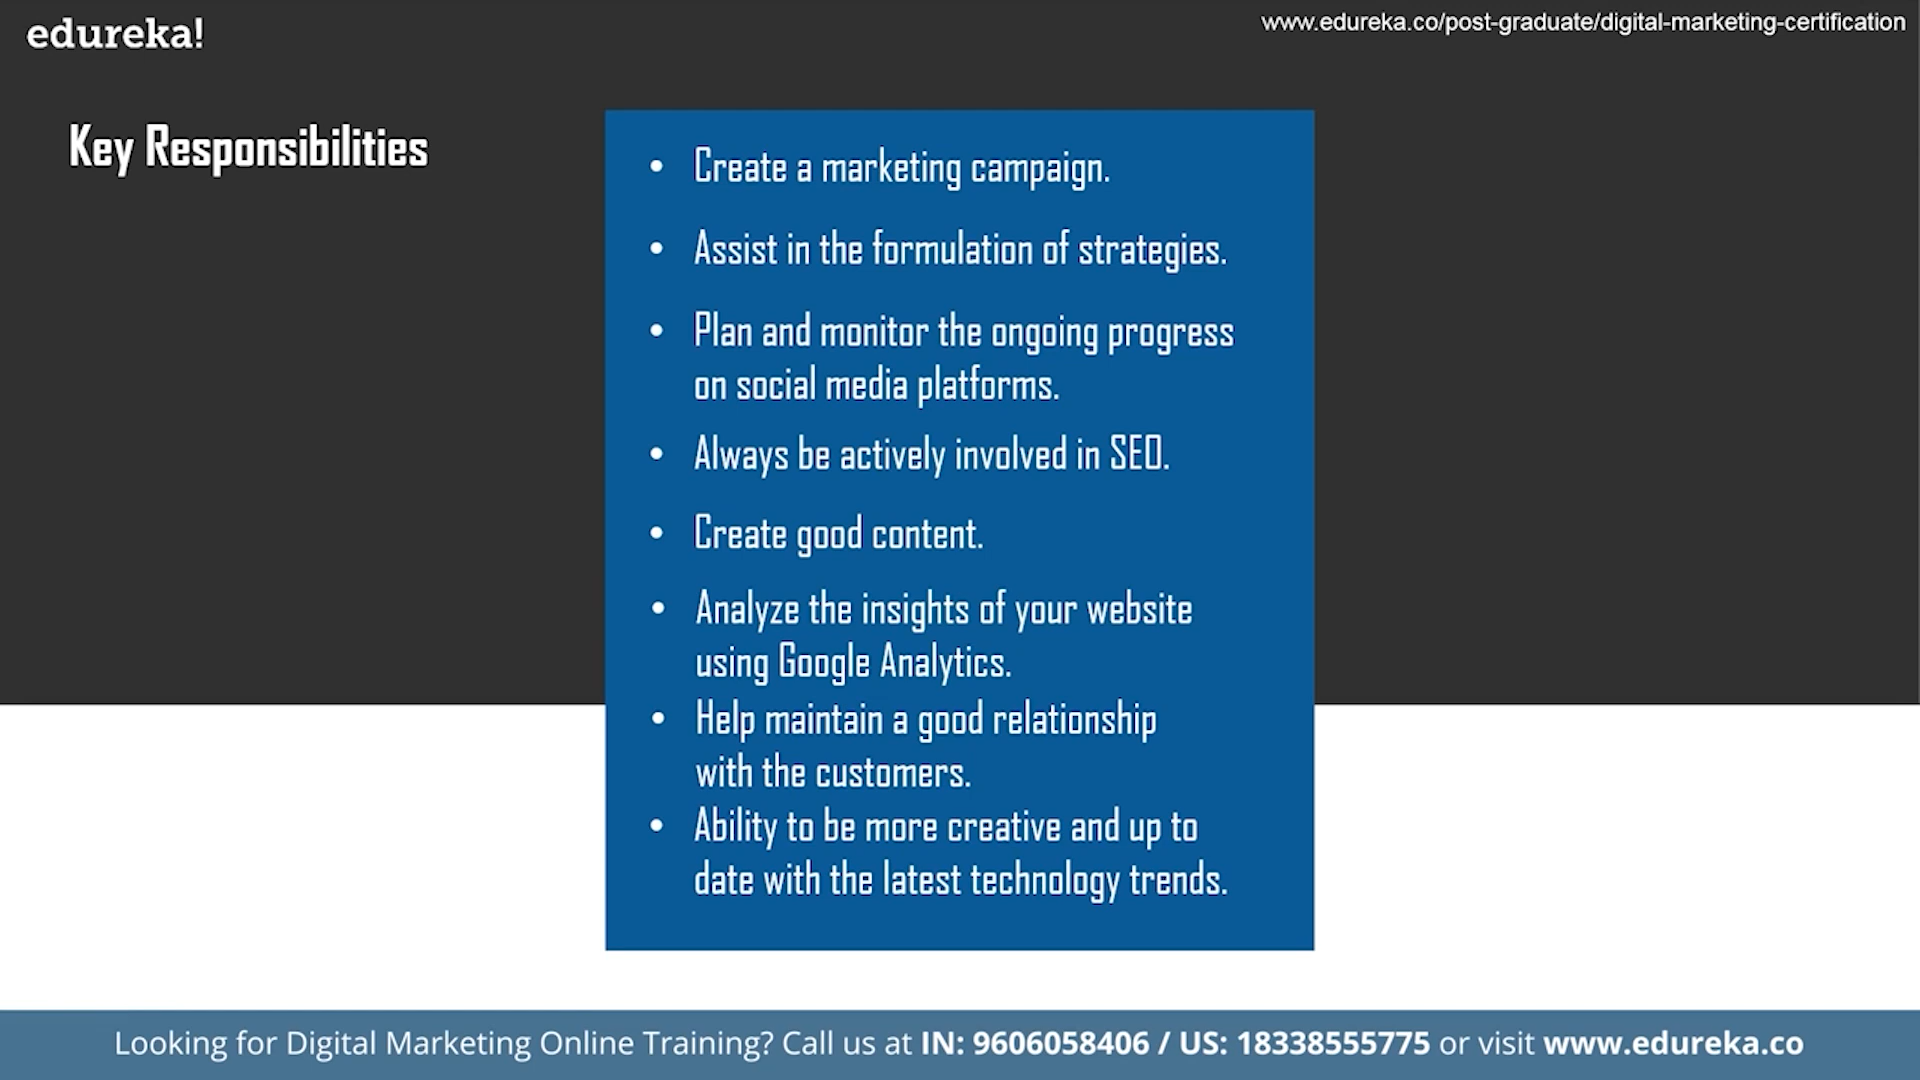 edureka!
www.edureka.co/post-graduate/digital-marketing-certification
Key Responsibilities
• Create a marketing campaign.
• Assist in the formulation of strategies.
• Plan and monitor the ongoing progress
on social media platforms.
• Always be actively involved in SEO.
• Create good content.
• Analyze the insights of your website
using Google Analytics.
• Help maintain a good relationship
with the customers.
• Ability to be more creative and up to
date with the latest technology trends.
Looking for Digital Marketing Online Training? Call us at IN: 9606058406 / US: 18338555775 or visit www.edureka.co